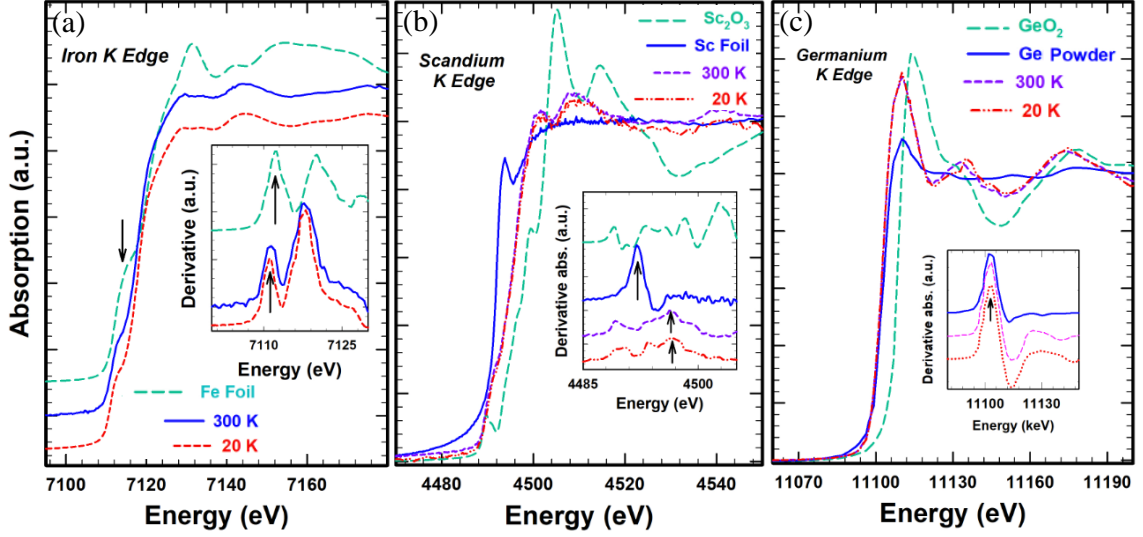 Absorption (a.u.)
(a)
Iron K Edge
Derivative (a.u.)
7110 7125
Energy (eV)
Fe Foil
300 K
20 K
7100 7120 7140 7160
Energy (eV)
(b)
Scandium
K Edge
Sc₂O₃
Sc Foil
300 K
20 K
Derivative abs. (a.u.)
4485 4500
Energy (eV)
4480 4500 4520 4540
Energy (eV)
(c)
Germanium
K Edge
GeO₂
Ge Powder
300 K
20 K
Derivative abs. (a.u.)
11100 11130
Energy (keV)
11070 11100 11130 11160 11190
Energy (eV)